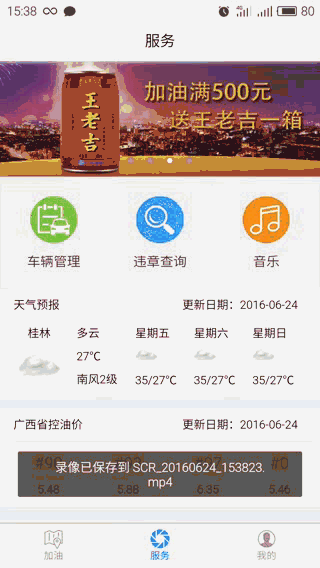 15:38
80
服务
王老吉
加油满500元
送王老吉一箱
车辆管理
违章查询
音乐
天气预报
更新日期：2016-06-24
桂林
多云
星期五
星期六
星期日
27℃
南风2级
35/27℃
35/27℃
35/27℃
广西省控油价
更新日期：2016-06-24
#0
录像已保存到 SCR_20160624_153823.
mp4
5.48
5.88
6.35
5.46
加油
服务
我的